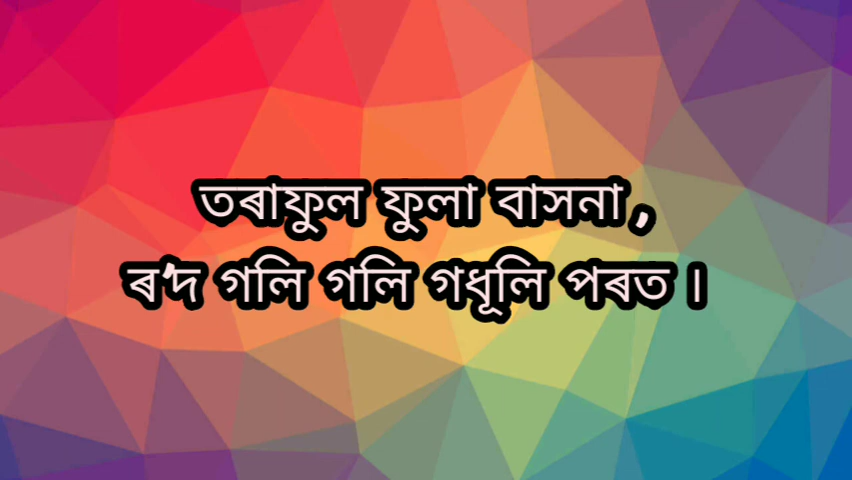 তৰাফুল ফুলা বাসনা,
ৰ'দ গলি গলি গধূলি পৰত ।